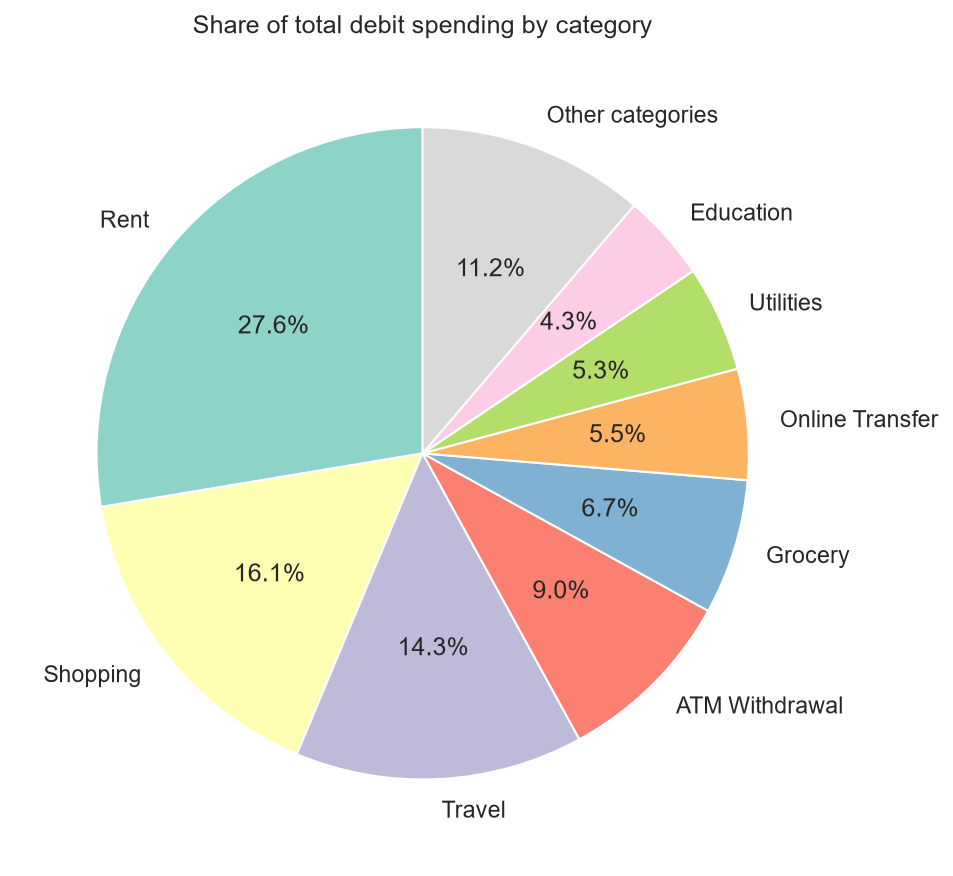 Share of total debit spending by category
Other categories
11.2%
Education
4.3%
Utilities
5.3%
Online Transfer
5.5%
Grocery
6.7%
ATM Withdrawal
9.0%
Travel
14.3%
Shopping
16.1%
Rent
27.6%